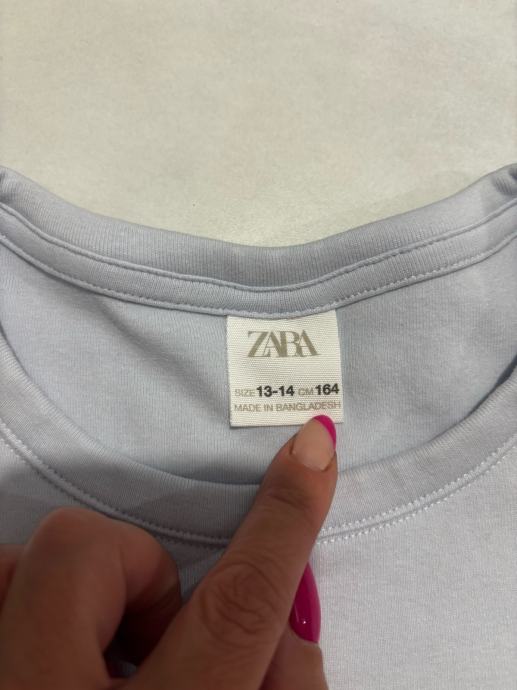 ZARA
SIZE 13-14 CM 164
MADE IN BANGLADESH